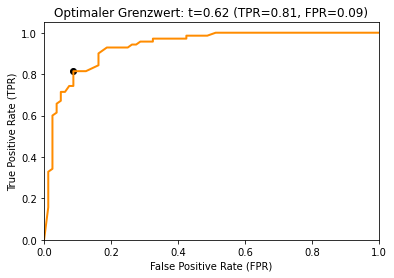 Optimaler Grenzwert: t=0.62 (TPR=0.81, FPR=0.09)
1.0
0.8
0.6
0.4
0.2
0.0
True Positive Rate (TPR)
0.0 0.2 0.4 0.6 0.8 1.0
False Positive Rate (FPR)